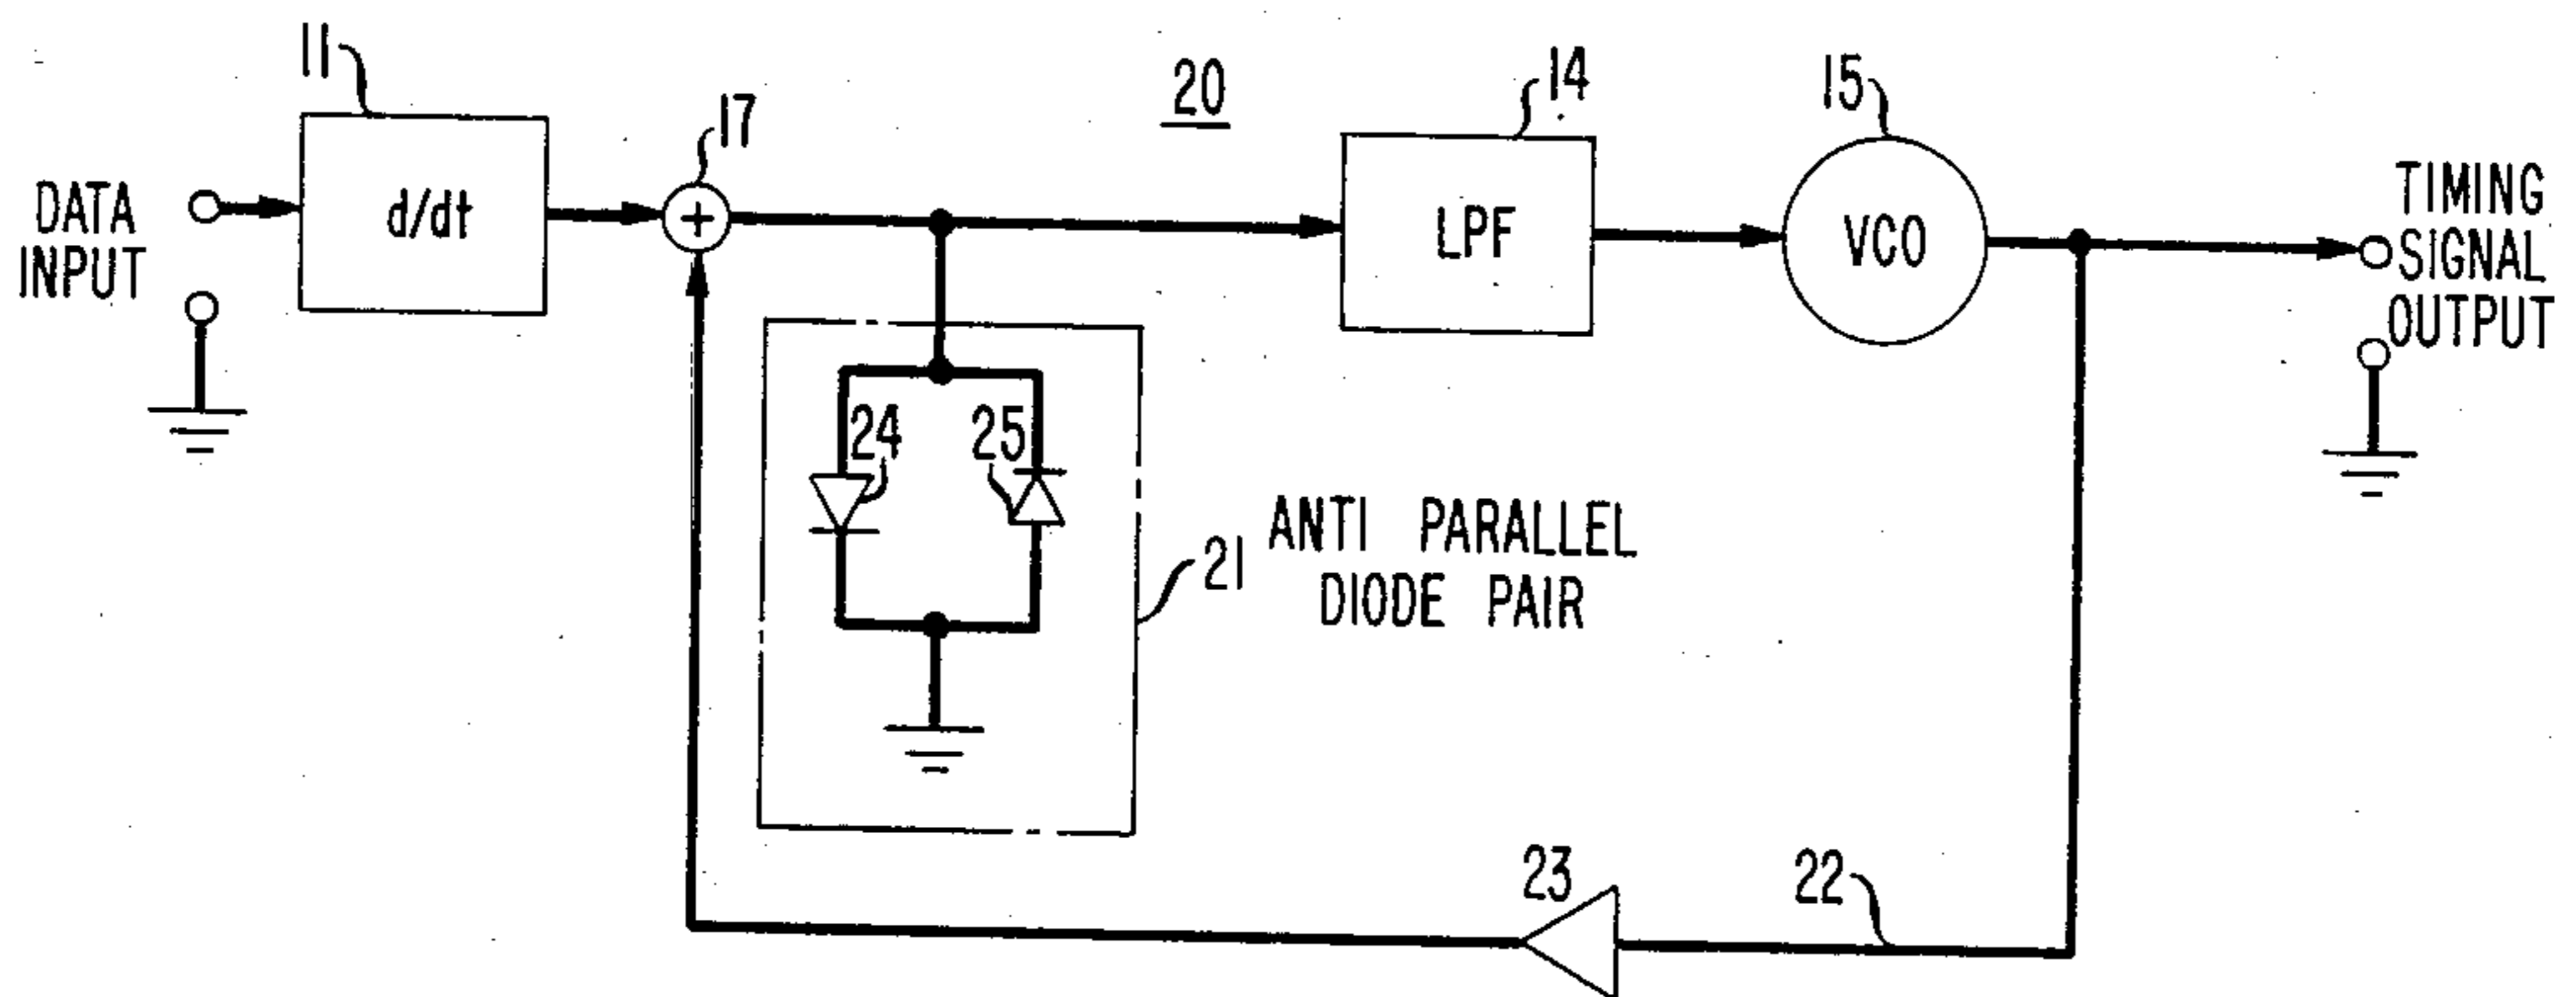 11
17
20
14
15
DATA
INPUT
d/dt
+
LPF
VCO
TIMING
SIGNAL
OUTPUT
24
25
21
ANTI PARALLEL
DIODE PAIR
23
22